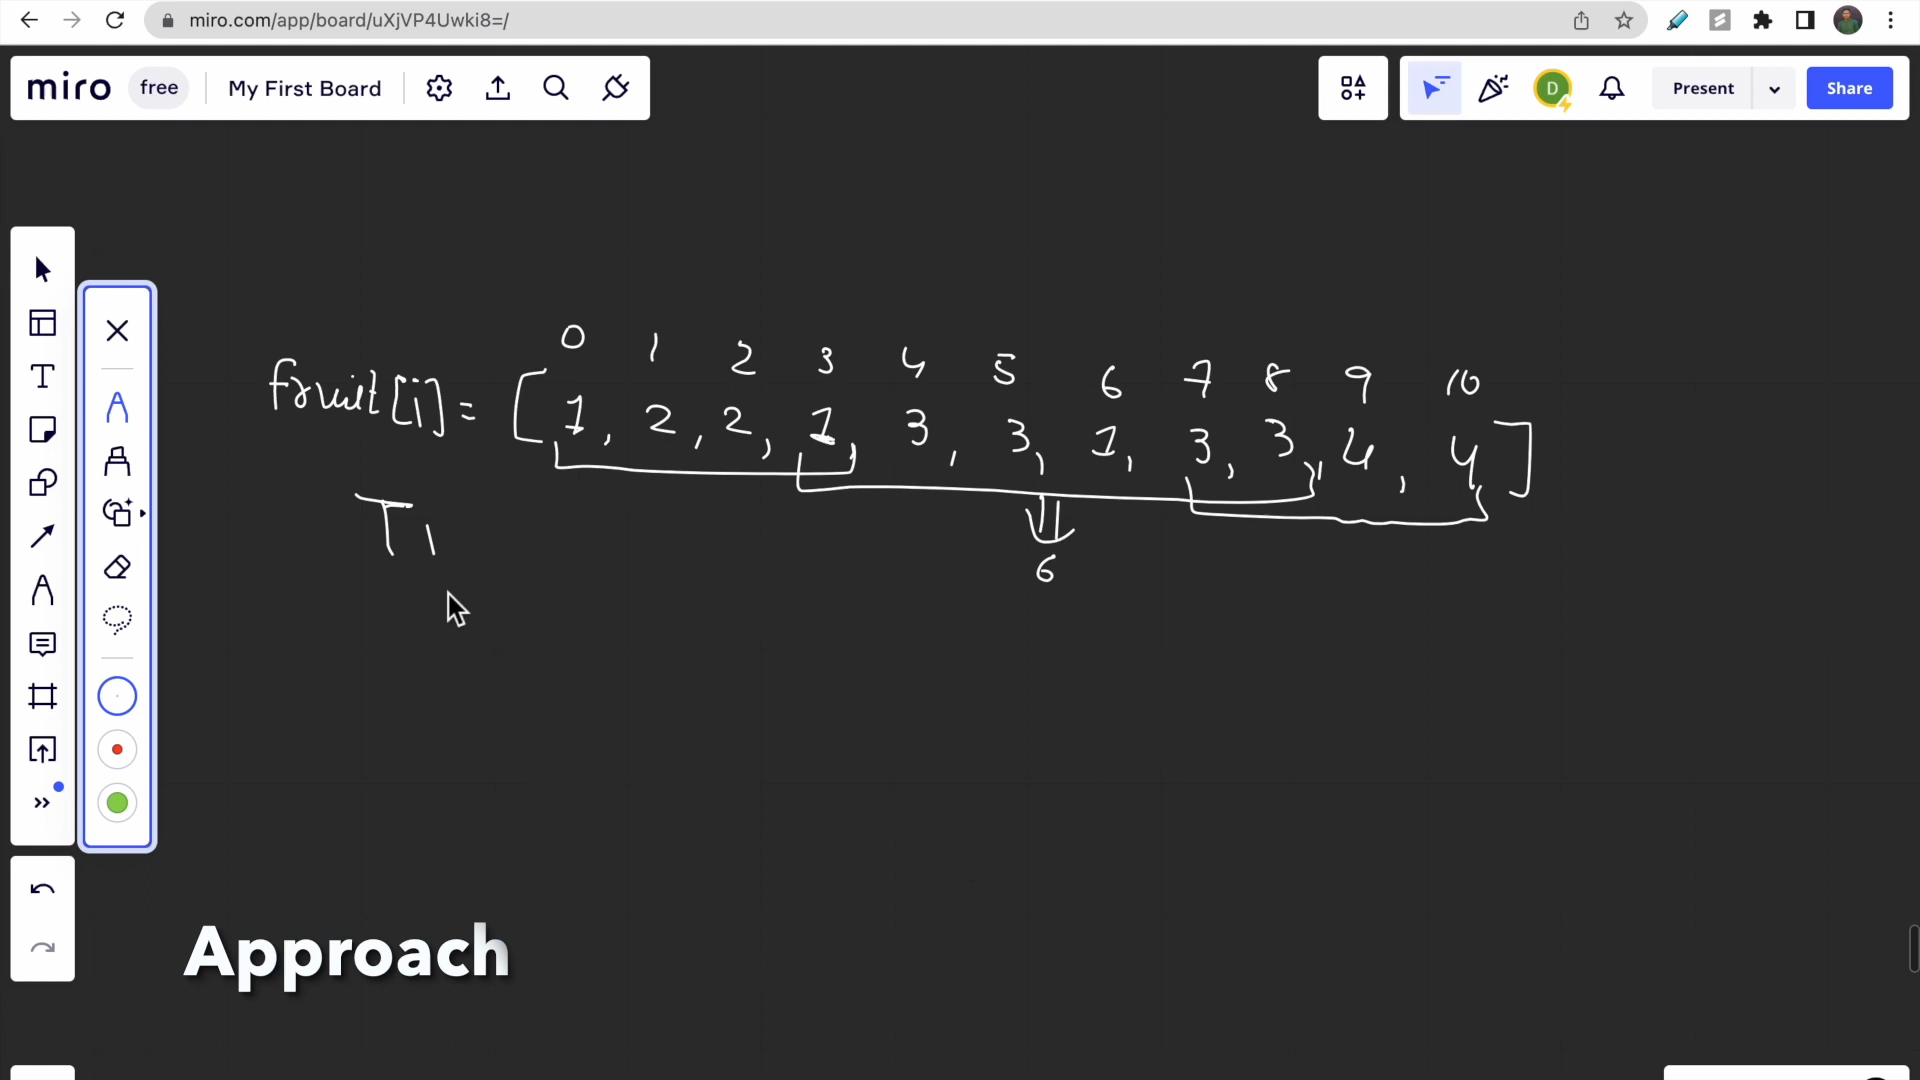 miro.com/app/board/uXjVP4Uwki8=/
miro free My First Board D Present Share
0 1 2 3 4 5 6 7 8 9 10
fruit[i] = [1, 2, 2, 1, 3, 3, 1, 3, 3, 4, 4]
T
6
T1
Approach